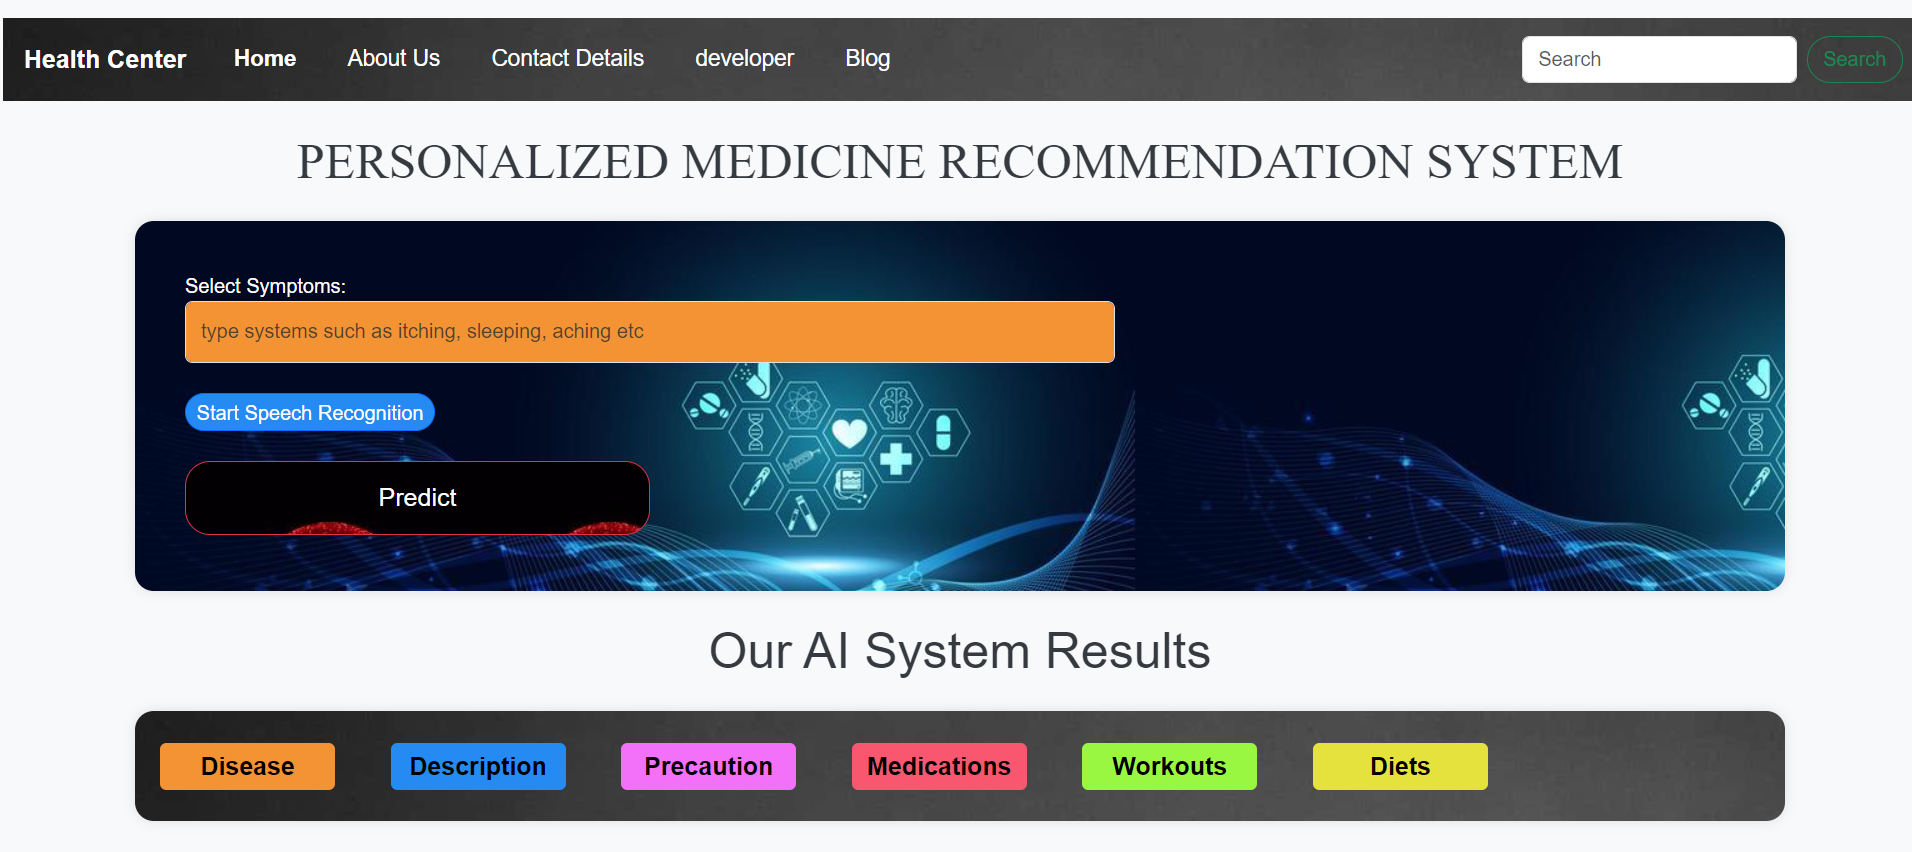 Health Center Home About Us Contact Details developer Blog Search Search
PERSONALIZED MEDICINE RECOMMENDATION SYSTEM
Select Symptoms:
type systems such as itching, sleeping, aching etc
Start Speech Recognition
Predict
Our AI System Results
Disease Description Precaution Medications Workouts Diets